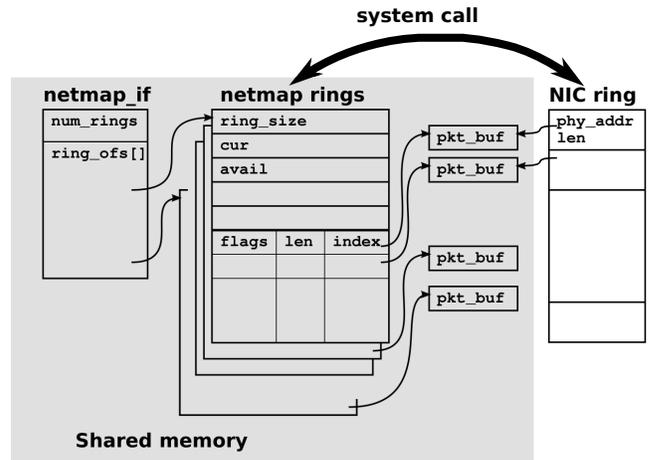 system call
netmap_if
netmap rings
NIC ring
num_rings
ring_ofs[]
ring_size
cur
avail
flags len index
pkt_buf
pkt_buf
pkt_buf
pkt_buf
phy_addr
len
Shared memory